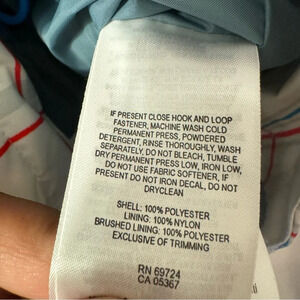 IF PRESENT CLOSE HOOK AND LOOP
FASTENER, MACHINE WASH COLD
PERMANENT PRESS, POWDERED
DETERGENT, RINSE THOROUGHLY, WASH
SEPARATELY, DO NOT BLEACH, TUMBLE
DRY PERMANENT PRESS LOW, IRON LOW,
DO NOT USE FABRIC SOFTENER, IF
PRESENT DO NOT IRON DECAL, DO NOT
DRYCLEAN
SHELL: 100% POLYESTER
LINING: 100% NYLON
BRUSHED LINING: 100% POLYESTER
EXCLUSIVE OF TRIMMING
RN 69724
CA 05367